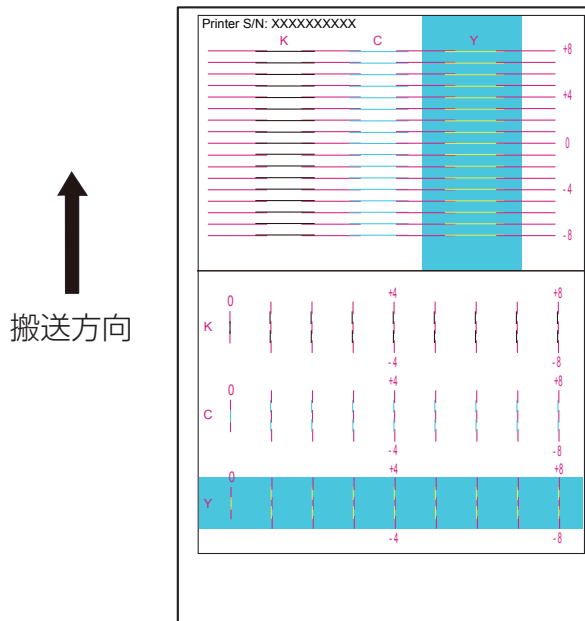 Printer S/N: XXXXXXXXXX
K C Y
+8
+4
0
-4
-8
搬送方向
0 +4 +8
K
-4 -8
0 +4 +8
C
-4 -8
0 +4 +8
Y
-4 -8